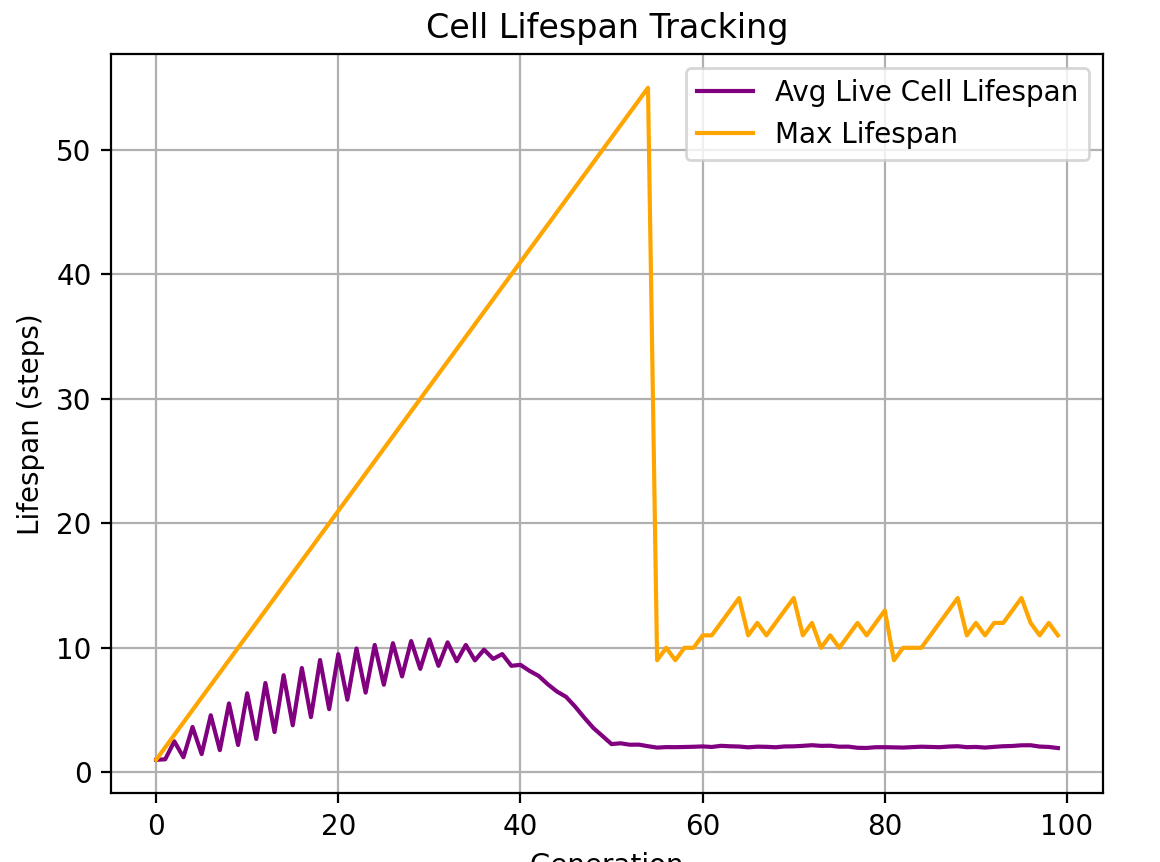 Cell Lifespan Tracking
Avg Live Cell Lifespan
Max Lifespan
Lifespan (steps)
50
40
30
20
10
0
0 20 40 60 80 100
Generation